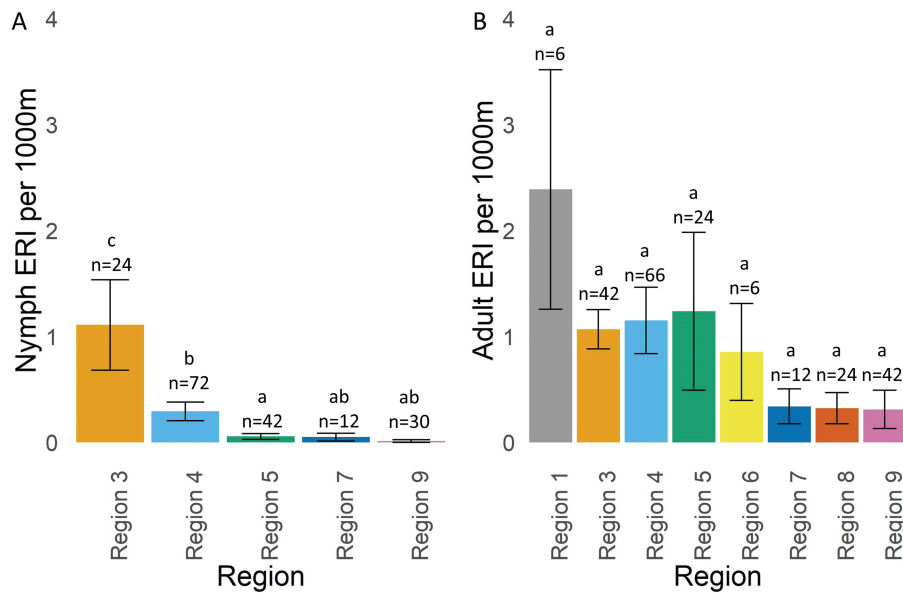 A
Nymph ERI per 1000m
4
3
2
1
0
c
n=24
b
n=72
a
n=42
ab
n=12
ab
n=30
Region 3
Region 4
Region 5
Region 7
Region 9
Region
B
Adult ERI per 1000m
4
3
2
1
0
a
n=6
a
n=42
a
n=66
a
n=24
a
n=6
a
n=12
a
n=24
a
n=42
Region 1
Region 3
Region 4
Region 5
Region 6
Region 7
Region 8
Region 9
Region